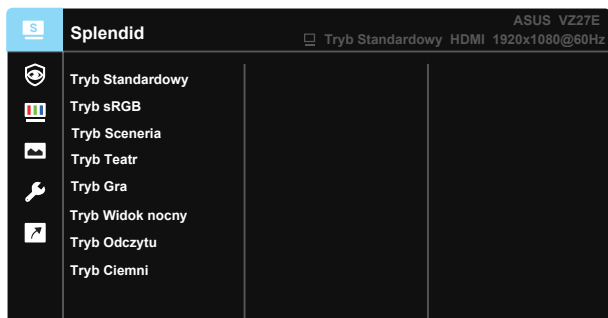 S
Splendid
ASUS VZ27E
Tryb Standardowy HDMI 1920x1080@60Hz
Tryb Standardowy
Tryb sRGB
Tryb Sceneria
Tryb Teatr
Tryb Gra
Tryb Widok nocny
Tryb Odczytu
Tryb Ciemni